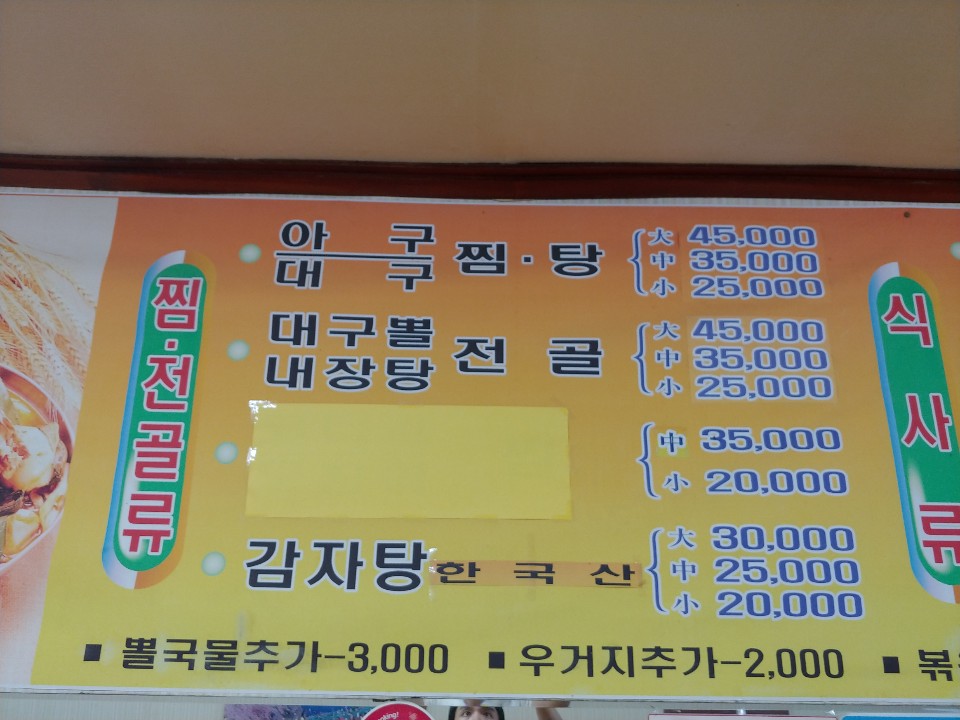 찜·전골류
아구
대구
찜·탕
大 45,000
中 35,000
小 25,000
대구뽈
내장탕
전골
大 45,000
中 35,000
小 25,000
中 35,000
小 20,000
감자탕 한국산
大 30,000
中 25,000
小 20,000
■ 뽈국물추가-3,000 ■ 우거지추가-2,000 ■ 볶
식사류